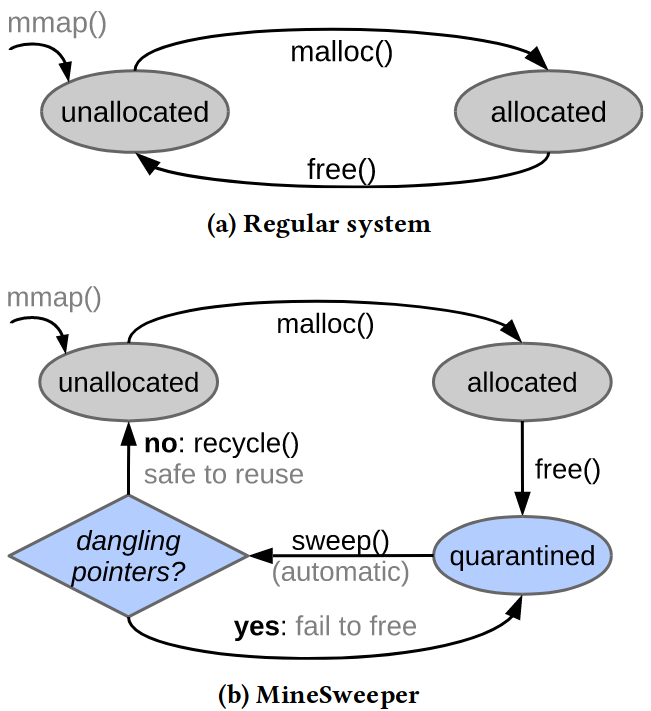 mmap()
malloc()
unallocated
allocated
free()
(a) Regular system
mmap()
malloc()
unallocated
allocated
no: recycle()
safe to reuse
free()
dangling
pointers?
sweep()
(automatic)
quarantined
yes: fail to free
(b) MineSweeper